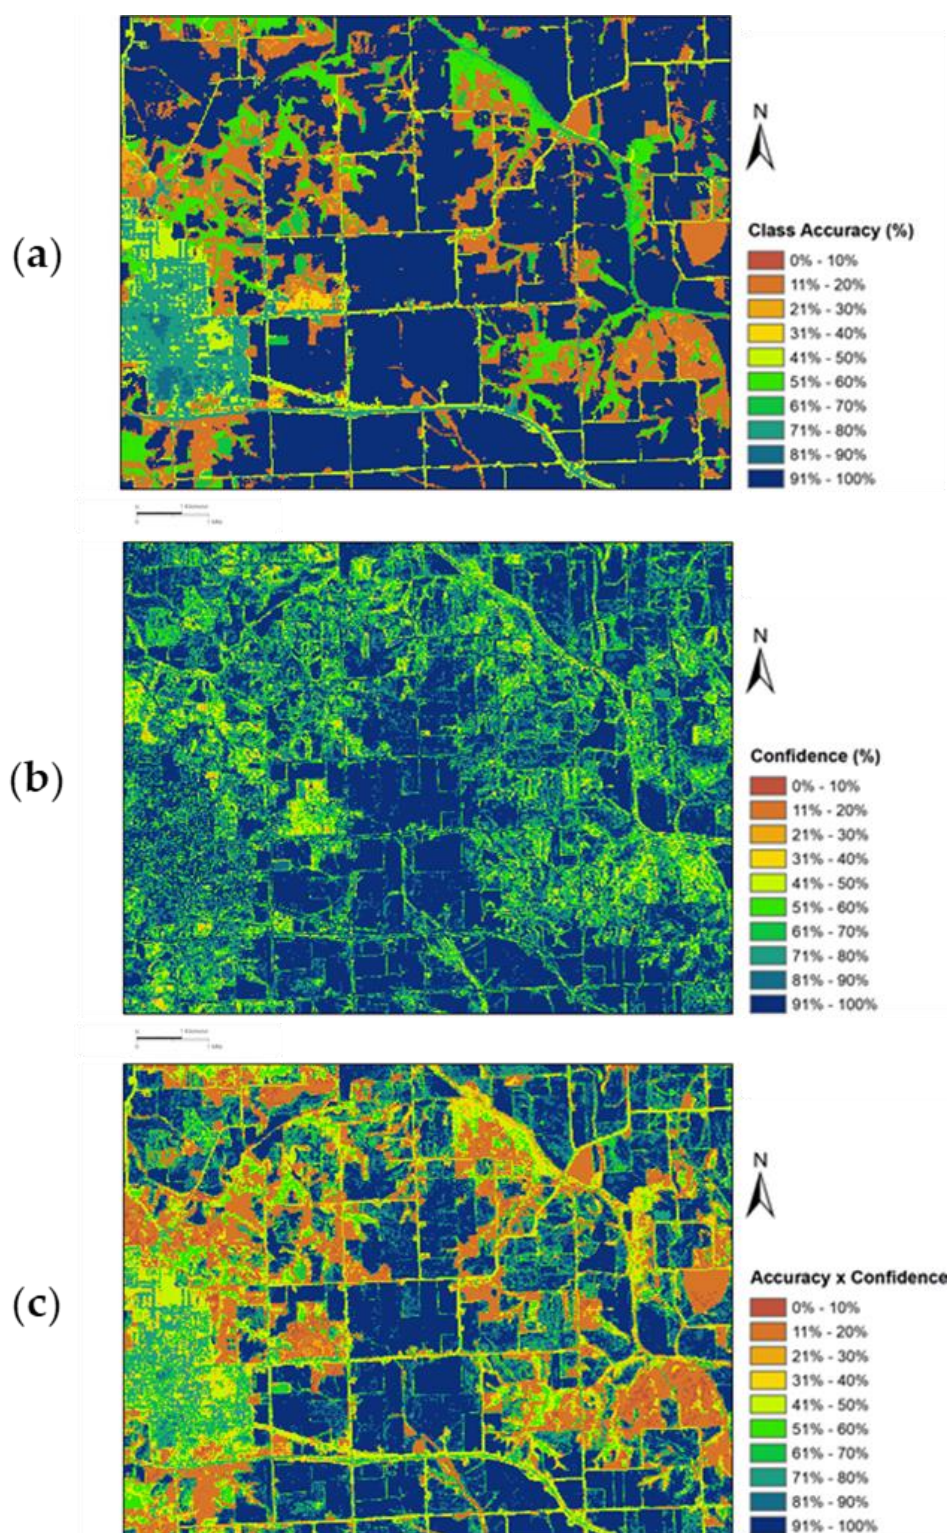 (a)
N
Class Accuracy (%)
0% - 10%
11% - 20%
21% - 30%
31% - 40%
41% - 50%
51% - 60%
61% - 70%
71% - 80%
81% - 90%
91% - 100%
(b)
N
Confidence (%)
0% - 10%
11% - 20%
21% - 30%
31% - 40%
41% - 50%
51% - 60%
61% - 70%
71% - 80%
81% - 90%
91% - 100%
(c)
N
Accuracy x Confidence
0% - 10%
11% - 20%
21% - 30%
31% - 40%
41% - 50%
51% - 60%
61% - 70%
71% - 80%
81% - 90%
91% - 100%